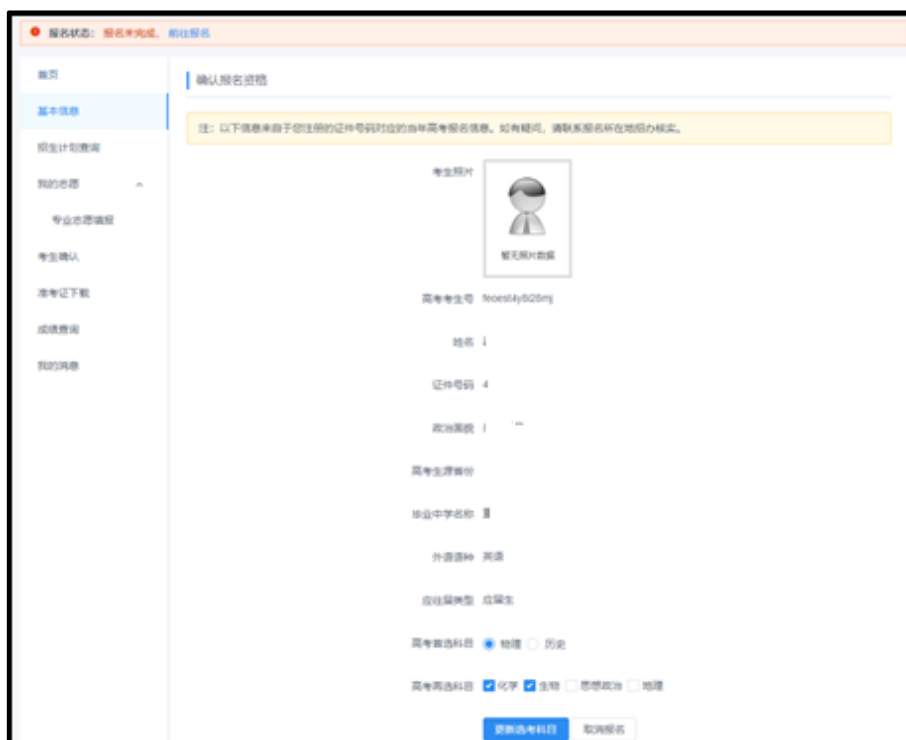 报名状态：报名未完成，前往报名
首页
基本信息
招生计划查询
我的志愿
专业志愿填报
考生确认
准考证下载
成绩查询
我的消息
确认报名资格
注：以下信息来自于您注册的证件号码对应的当年高考报名信息。如有疑问，请联系报名所在地招办核实。
考生照片
暂无照片数据
高考考生号
姓名
证件号码 4
政治面貌
高考生源省份
毕业中学名称
外语语种 英语
应往届类型 应届生
高考首选科目 物理 历史
高考再选科目 化学 生物 思想政治 地理
更新选考科目 取消报名